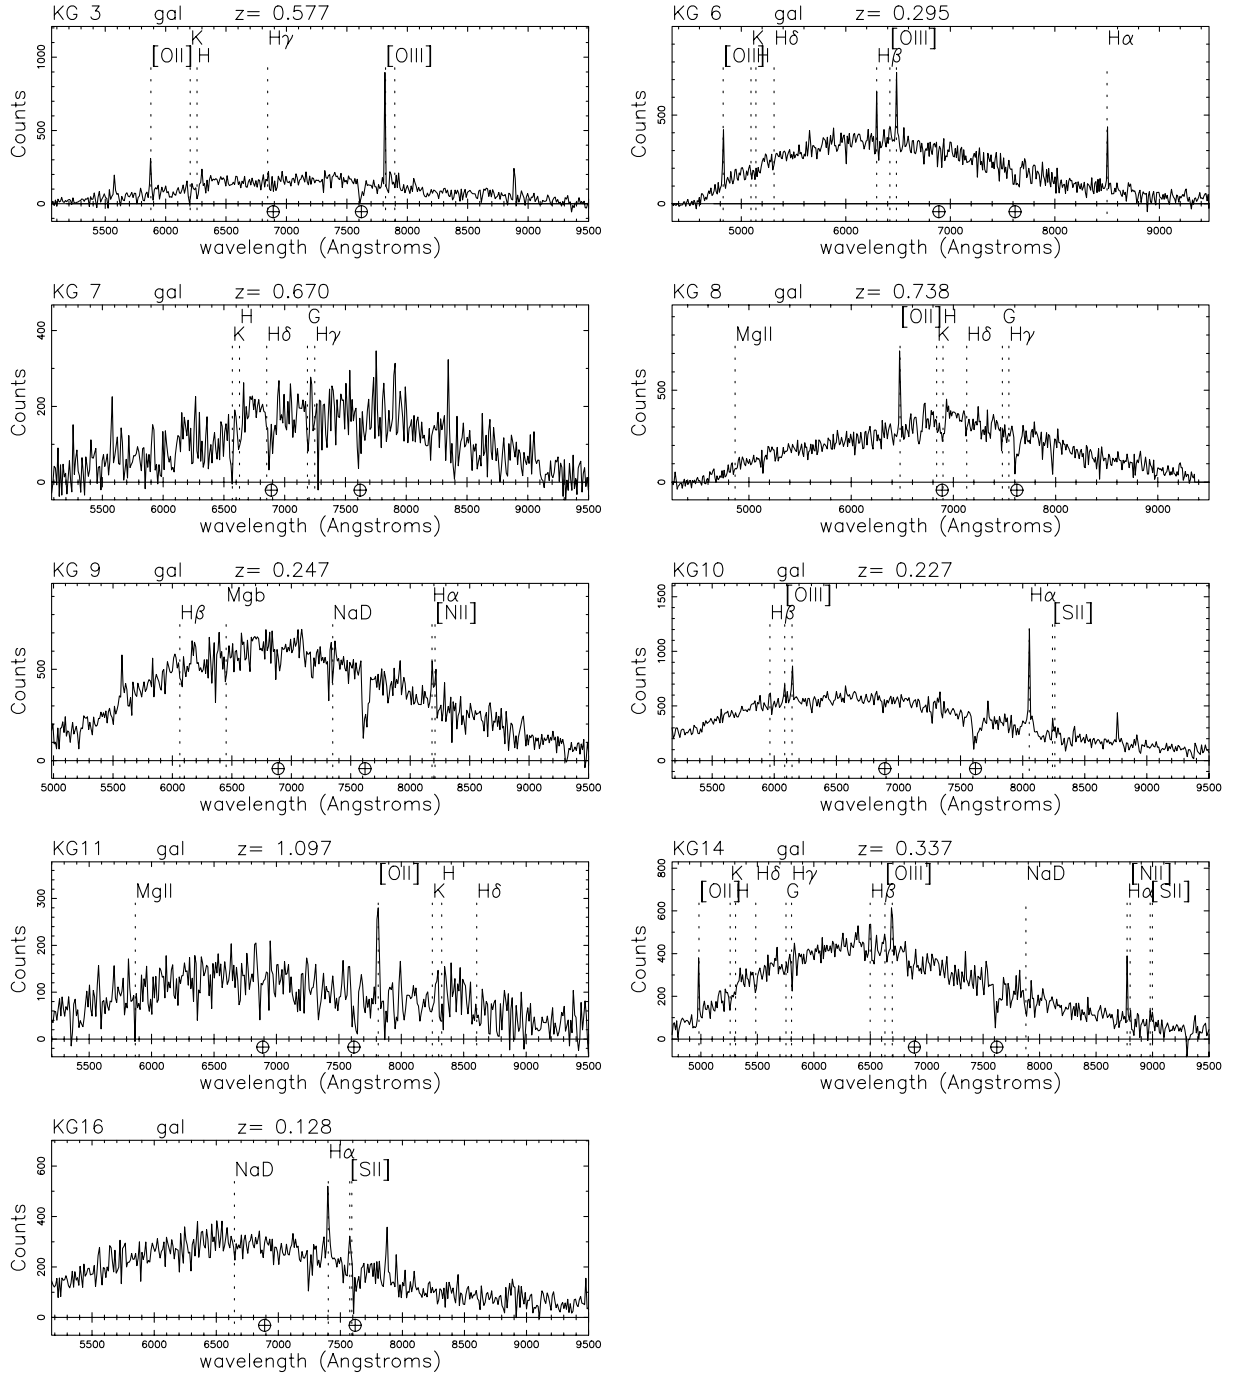 KG 3 gal z= 0.577
K Hγ
[OII] H [OIII]
Counts
0 500 1000
5500 6000 6500 7000 7500 8000 8500 9000 9500
⊕ ⊕
wavelength (Angstroms)
KG 6 gal z= 0.295
K Hδ [OIII] Hα
[OII] H Hβ
Counts
0 500
5000 6000 7000 8000 9000
⊕ ⊕
wavelength (Angstroms)
KG 7 gal z= 0.670
H G
K Hδ Hγ
Counts
0 200 400
5500 6000 6500 7000 7500 8000 8500 9000 9500
⊕ ⊕
wavelength (Angstroms)
KG 8 gal z= 0.738
[OII] H G
MgII K Hδ Hγ
Counts
0 500
5000 6000 7000 8000 9000
⊕ ⊕
wavelength (Angstroms)
KG 9 gal z= 0.247
Mgb Hα
Hβ NaD [NII]
Counts
0 500
5000 5500 6000 6500 7000 7500 8000 8500 9000 9500
⊕ ⊕
wavelength (Angstroms)
KG10 gal z= 0.227
[OIII] Hα
Hβ [SII]
Counts
0 500 1000 1500
5500 6000 6500 7000 7500 8000 8500 9000 9500
⊕ ⊕
wavelength (Angstroms)
KG11 gal z= 1.097
[OII] H
MgII K Hδ
Counts
0 100 200 300
5500 6000 6500 7000 7500 8000 8500 9000 9500
⊕ ⊕
wavelength (Angstroms)
KG14 gal z= 0.337
K Hδ Hγ [OIII] NaD [NII]
[OII] H G Hβ Hα [SII]
Counts
0 200 400 600 800
5000 5500 6000 6500 7000 7500 8000 8500 9000 9500
⊕ ⊕
wavelength (Angstroms)
KG16 gal z= 0.128
Hα
NaD [SII]
Counts
0 200 400 600
5500 6000 6500 7000 7500 8000 8500 9000 9500
⊕ ⊕
wavelength (Angstroms)